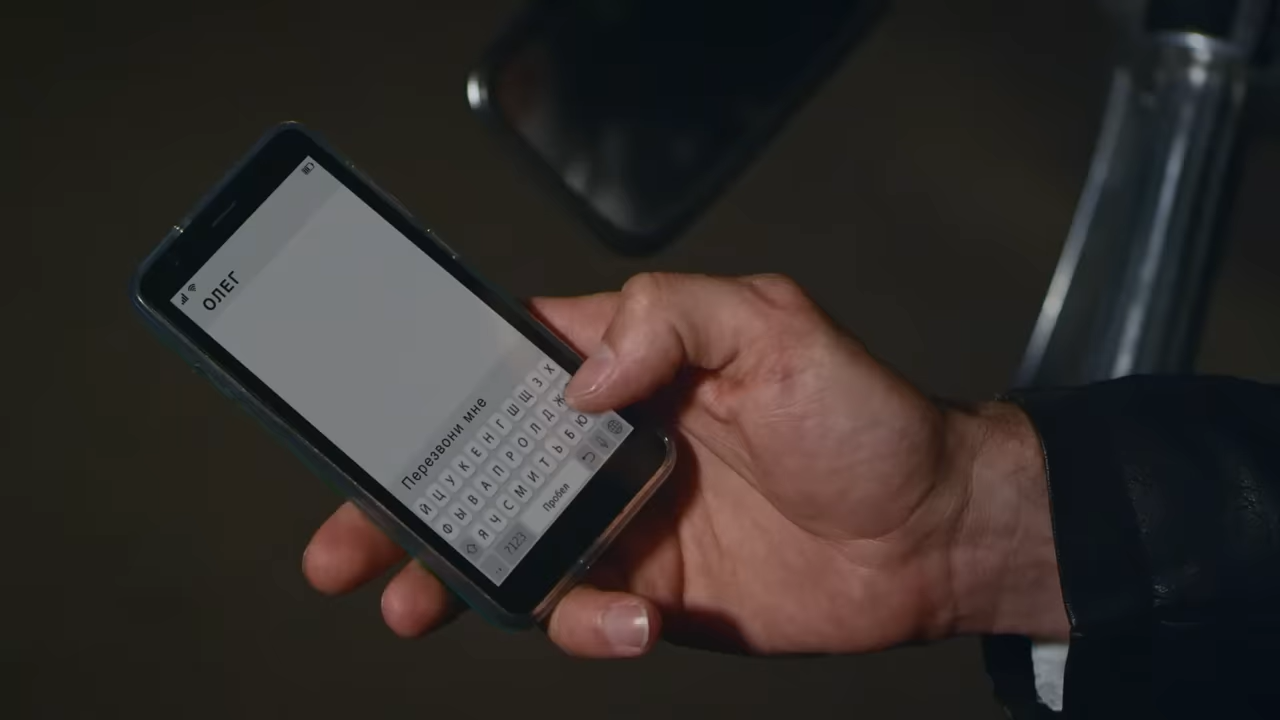 ОЛЕГ
Перезвони мне
Й Ц У К Е Н Г Ш Щ З Х
Ф Ы В А П Р О Л Д Ж
Я Ч С М И Т Ь Б Ю
?123 Пробел